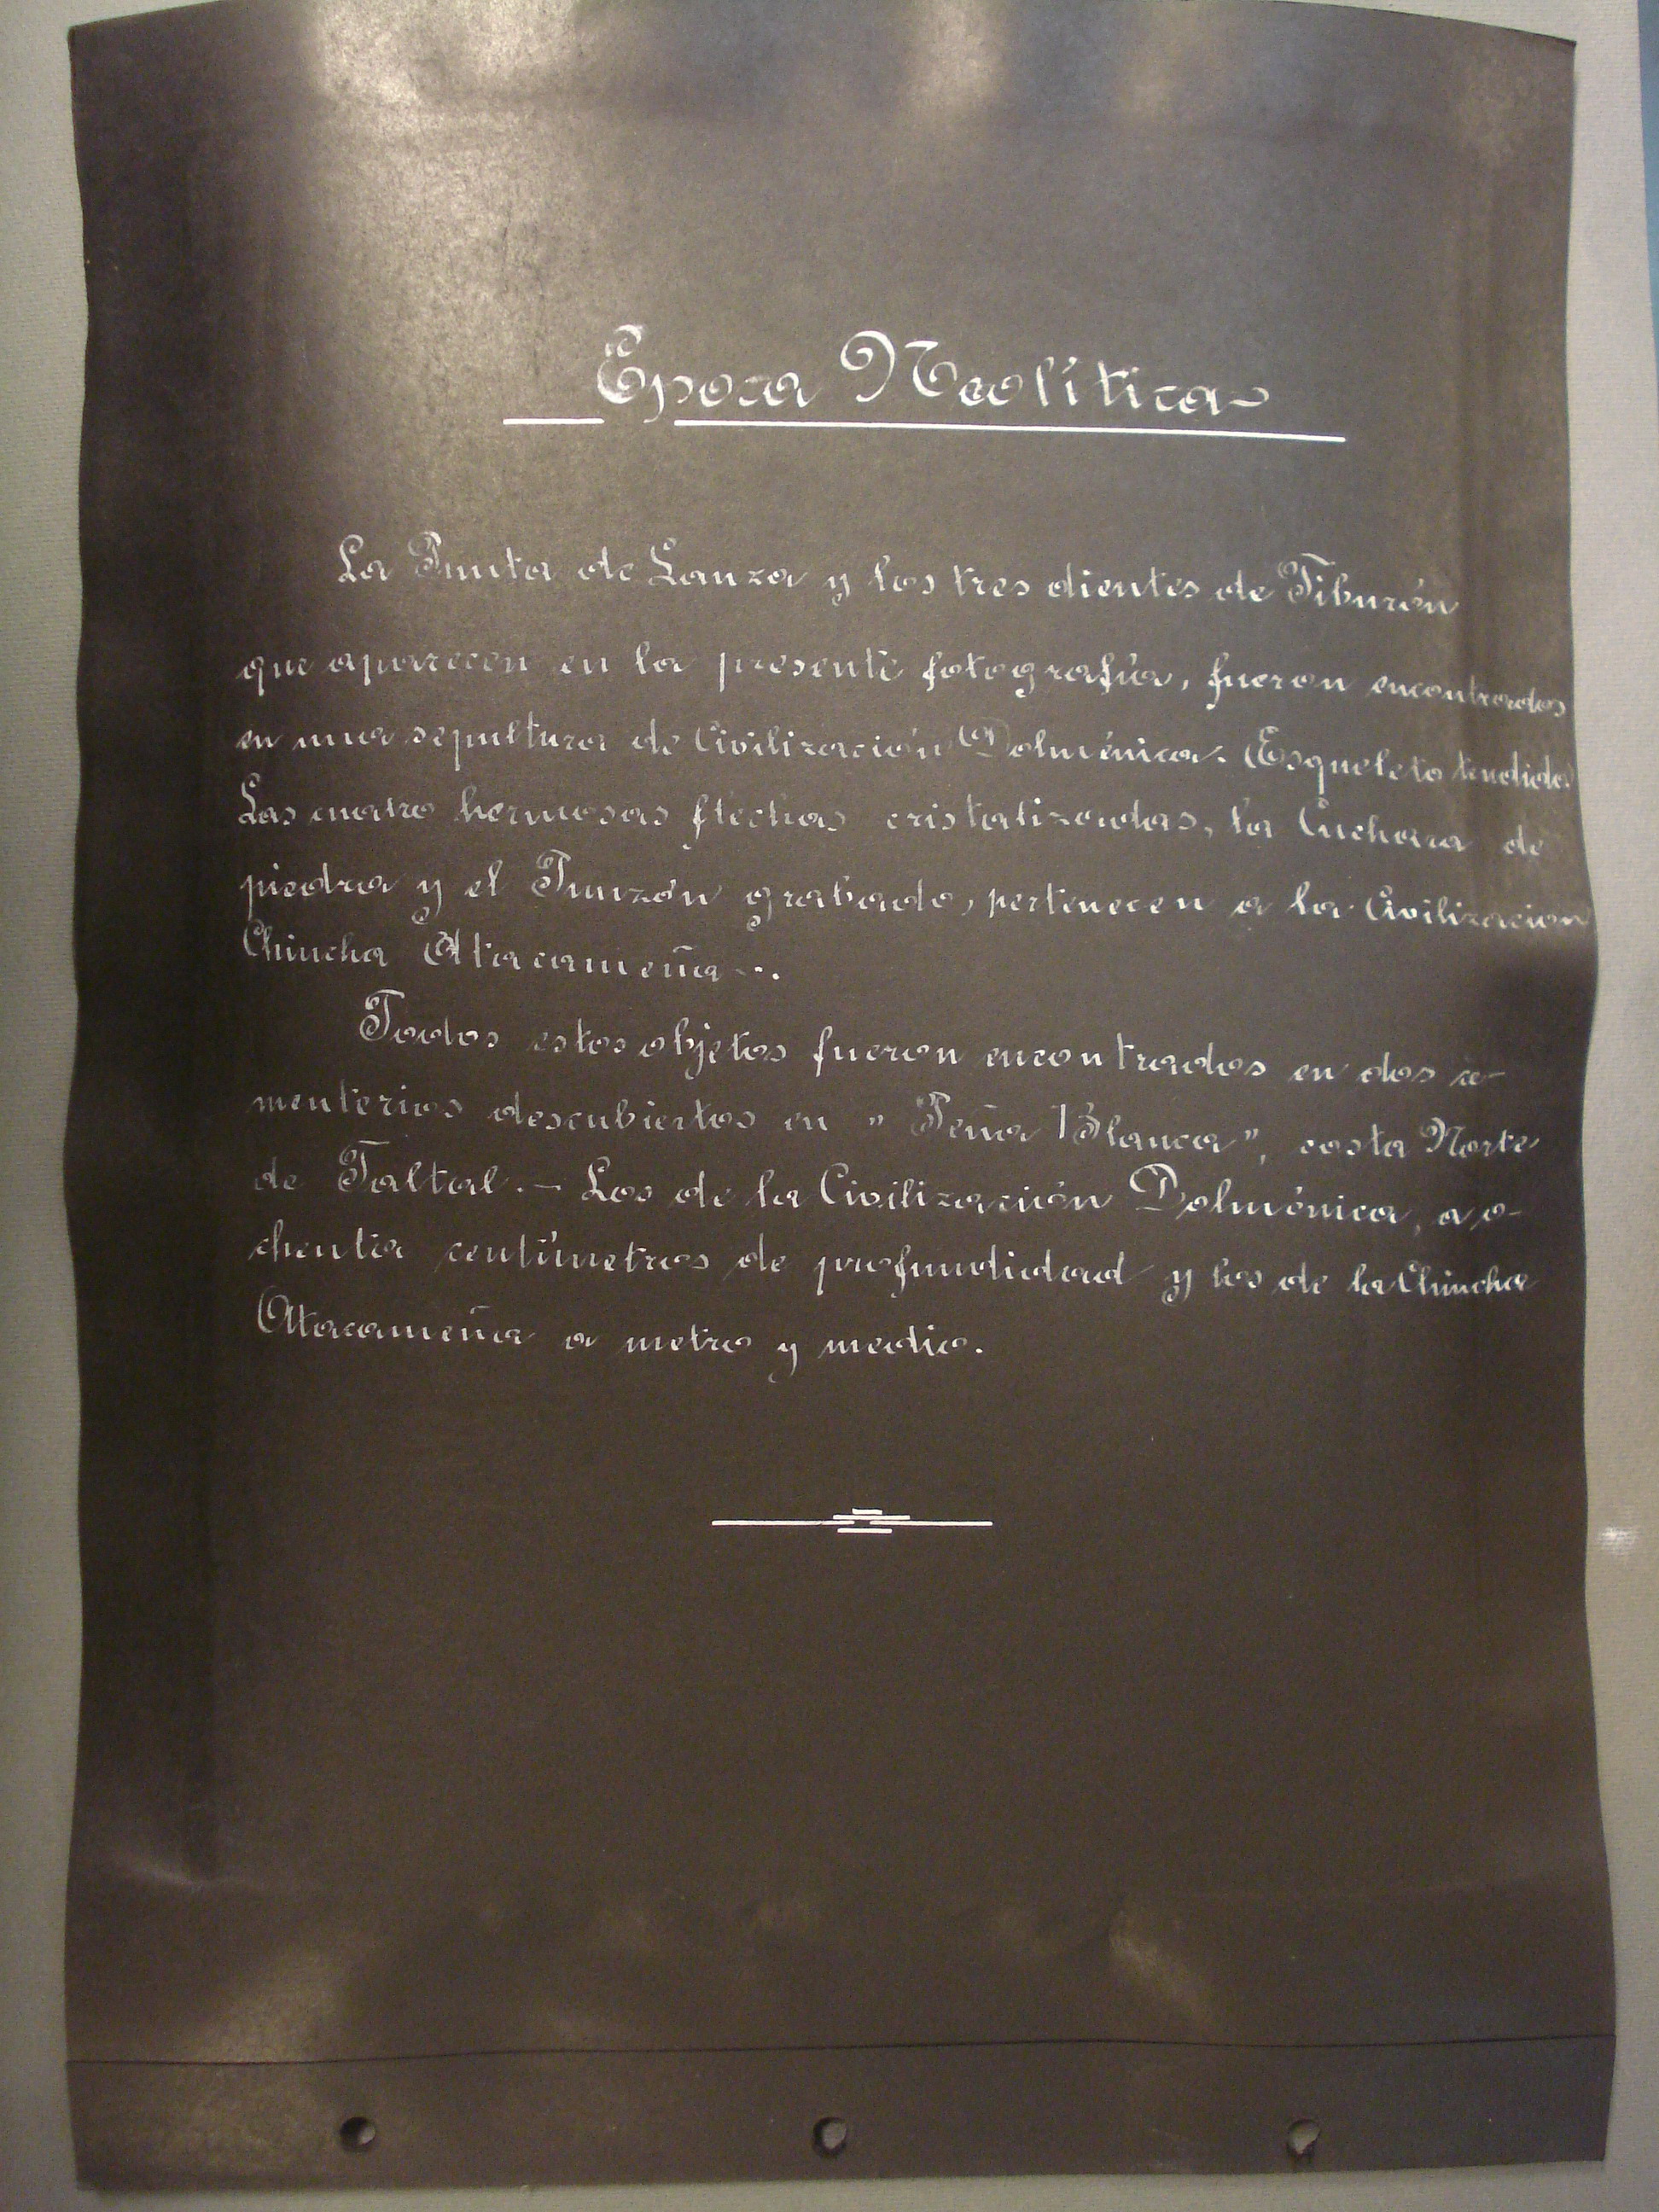 Época Neolítica
La Punta de Lanza y los tres dientes de Tiburón
que aparecen en la presente fotografía, fueron encontrados
en una sepultura de Civilización Dolménica. Esqueleto tendido.
Las cuatro hermosas flechas cristalizadas, la Cuchara de
piedra y el Punzón grabado, pertenecen a la Civilizacion
Chincha Atacameña -.
Todos estos objetos fueron encontrados en dos ce-
menterios descubiertos en "Peña Blanca", costa Norte
de Taltal.- Los de la Civilización Dolménica, a o-
chenta centímetros de profundidad y los de la Chincha
Atacameña a metro y medio.